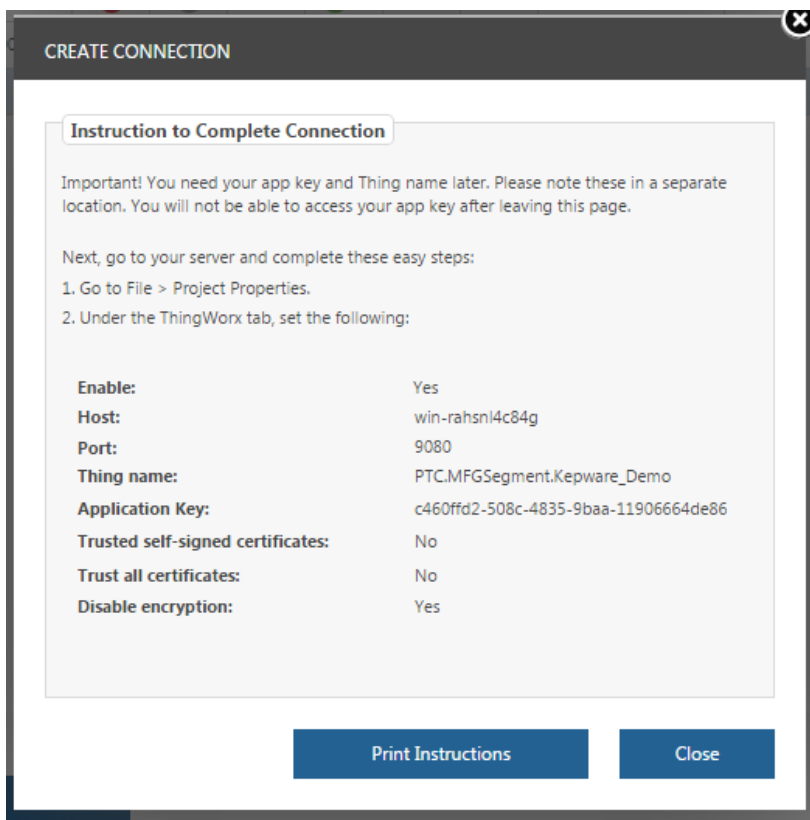 CREATE CONNECTION
Instruction to Complete Connection
Important! You need your app key and Thing name later. Please note these in a separate
location. You will not be able to access your app key after leaving this page.
Next, go to your server and complete these easy steps:
1. Go to File > Project Properties.
2. Under the ThingWorx tab, set the following:
Enable: Yes
Host: win-rahsnl4c84g
Port: 9080
Thing name: PTC.MFGSegment.Kepware_Demo
Application Key: c460ffd2-508c-4835-9baa-11906664de86
Trusted self-signed certificates: No
Trust all certificates: No
Disable encryption: Yes
Print Instructions Close